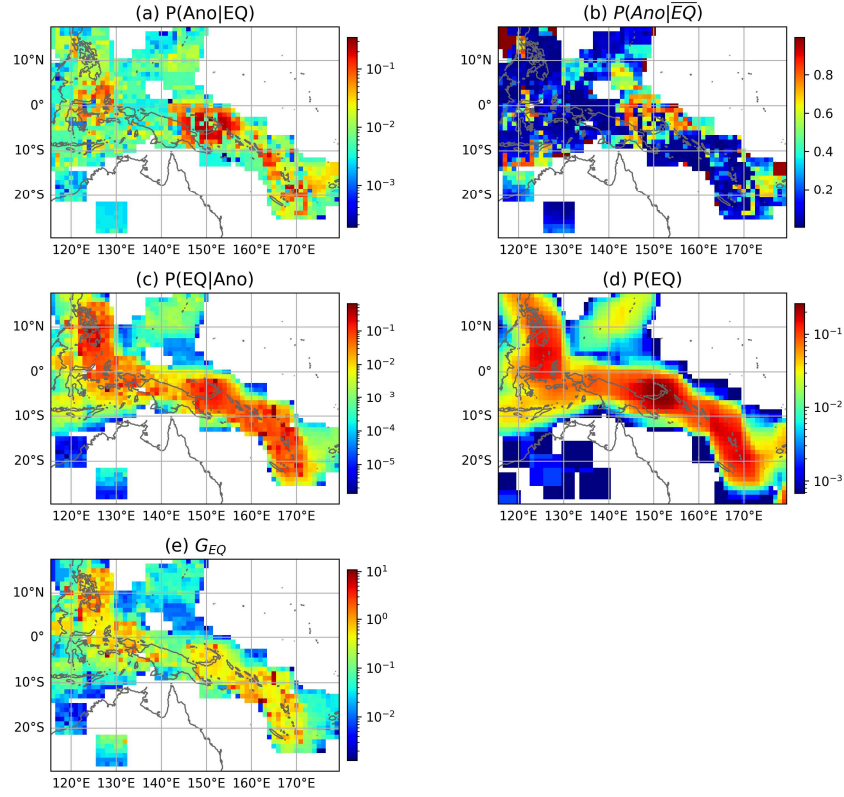 (a) P(Ano|EQ)
10°N
0°
10°S
20°S
120°E 130°E 140°E 150°E 160°E 170°E
10⁻¹
10⁻²
10⁻³
(b) P(Ano|E̅Q̅)
10°N
0°
10°S
20°S
120°E 130°E 140°E 150°E 160°E 170°E
0.8
0.6
0.4
0.2
(c) P(EQ|Ano)
10°N
0°
10°S
20°S
120°E 130°E 140°E 150°E 160°E 170°E
10⁻¹
10⁻²
10⁻³
10⁻⁴
10⁻⁵
(d) P(EQ)
10°N
0°
10°S
20°S
120°E 130°E 140°E 150°E 160°E 170°E
10⁻¹
10⁻²
10⁻³
(e) G_EQ
10°N
0°
10°S
20°S
120°E 130°E 140°E 150°E 160°E 170°E
10¹
10⁰
10⁻¹
10⁻²